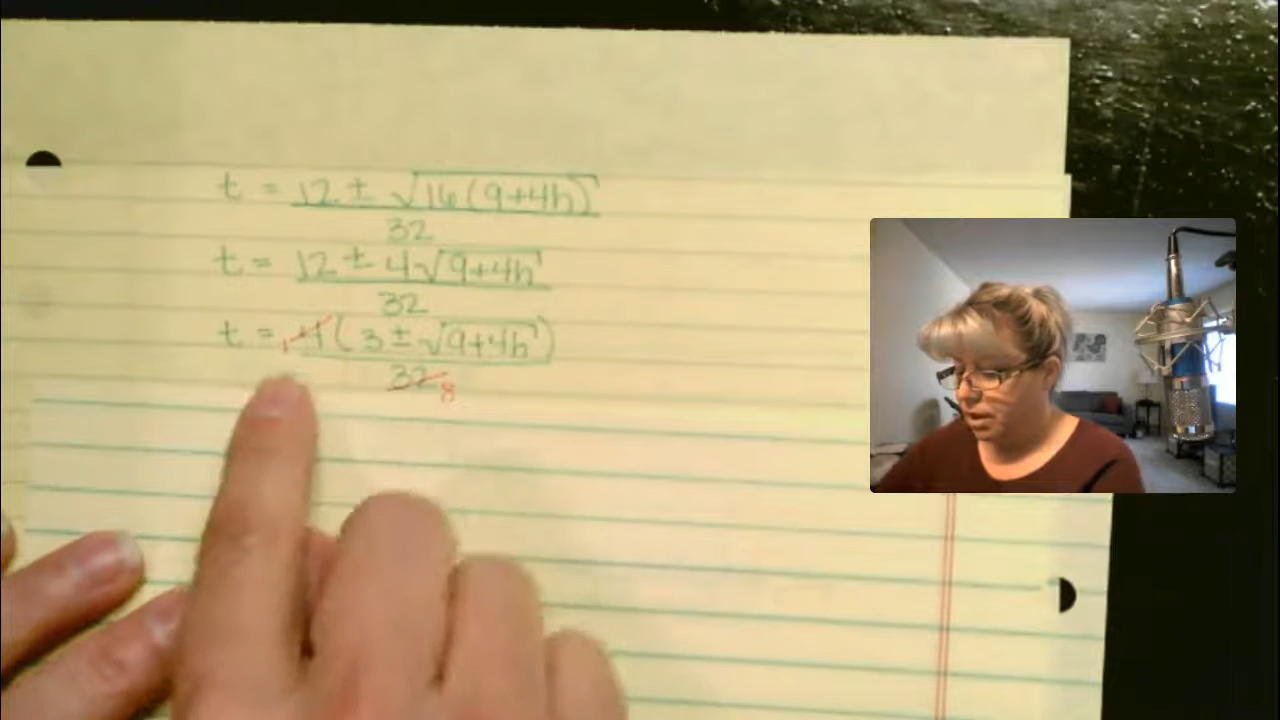 t = 12 ± √16(9+4h)
32
t = 12 ± 4√9+4h
32
t = 4(3 ± √9+4h)
1
32
8